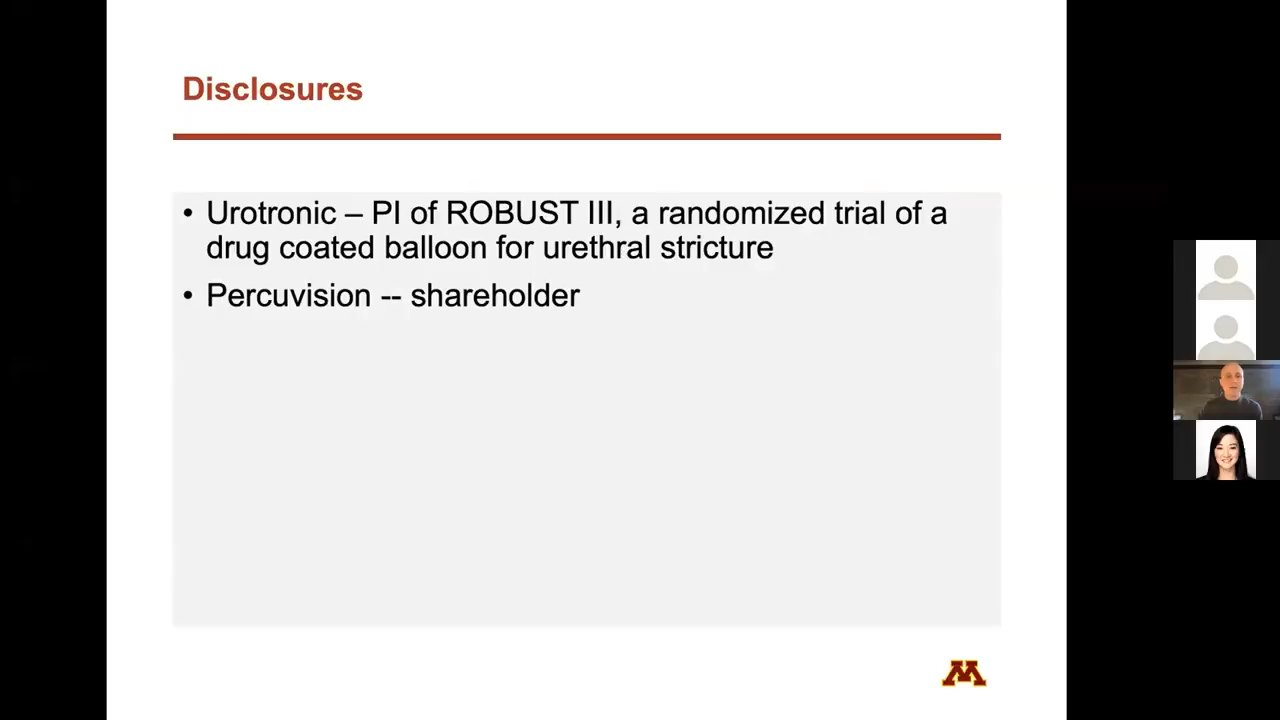 Disclosures
• Urotronic – PI of ROBUST III, a randomized trial of a
drug coated balloon for urethral stricture
• Percuvision -- shareholder
M